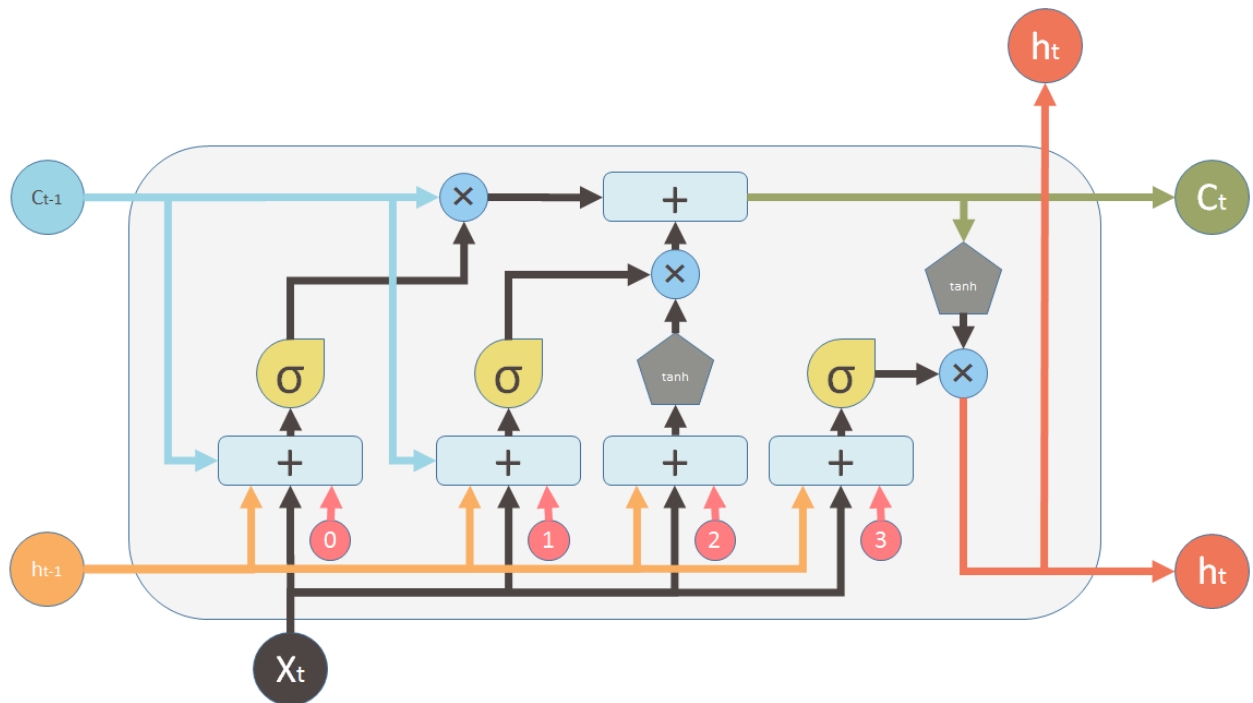 ht
Ct-1
×
+
Ct
×
tanh
σ
σ
tanh
σ
×
+
+
+
+
0
1
2
3
ht-1
ht
Xt